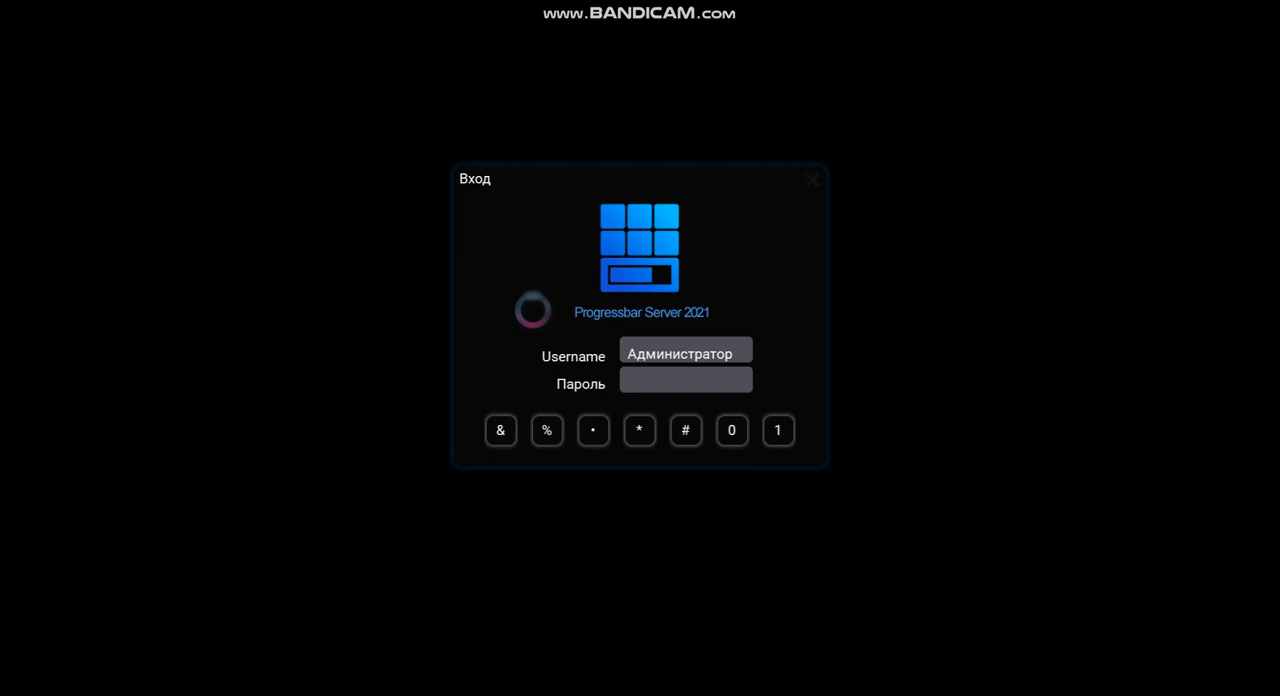 www.BANDICAM.com
Вход
Progressbar Server 2021
Username
Администратор
Пароль
& % • * # 0 1